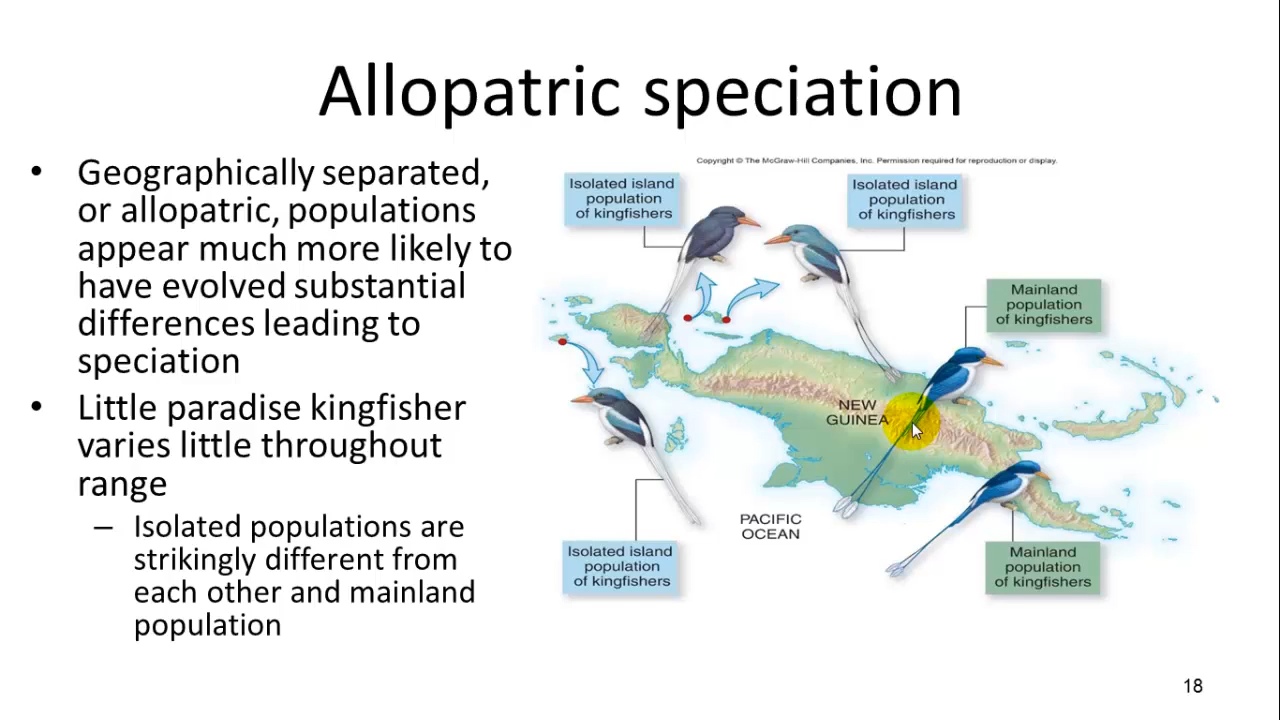 Allopatric speciation
• Geographically separated,
or allopatric, populations
appear much more likely to
have evolved substantial
differences leading to
speciation
• Little paradise kingfisher
varies little throughout
range
– Isolated populations are
strikingly different from
each other and mainland
population
Copyright © The McGraw-Hill Companies, Inc. Permission required for reproduction or display.
Isolated island
population
of kingfishers
Isolated island
population
of kingfishers
Mainland
population
of kingfishers
NEW
GUINEA
PACIFIC
OCEAN
Isolated island
population
of kingfishers
Mainland
population
of kingfishers
18